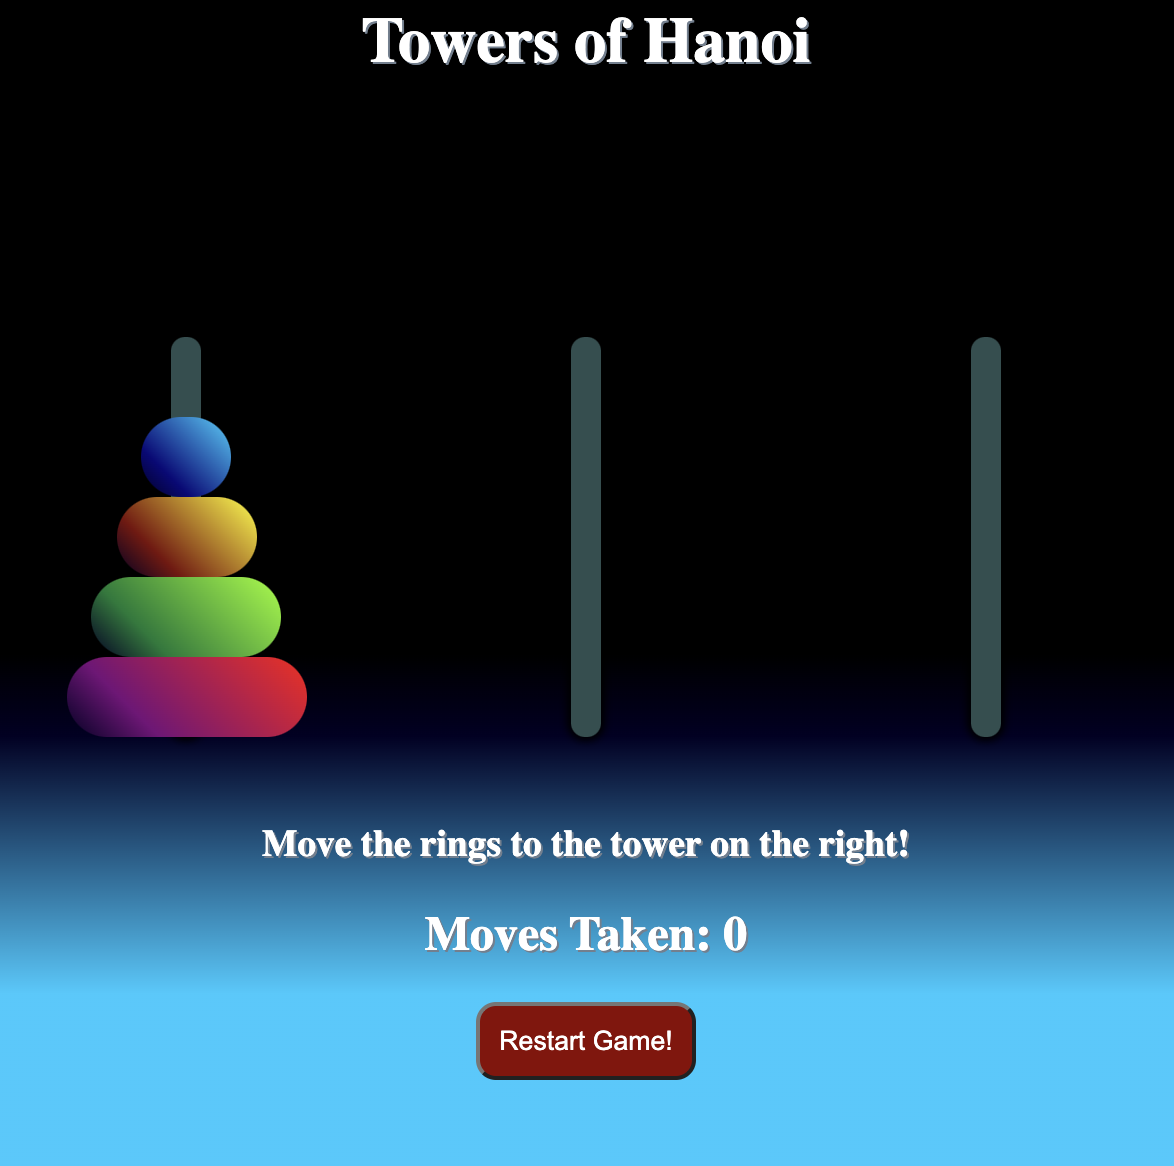 Towers of Hanoi
Move the rings to the tower on the right!
Moves Taken: 0
Restart Game!